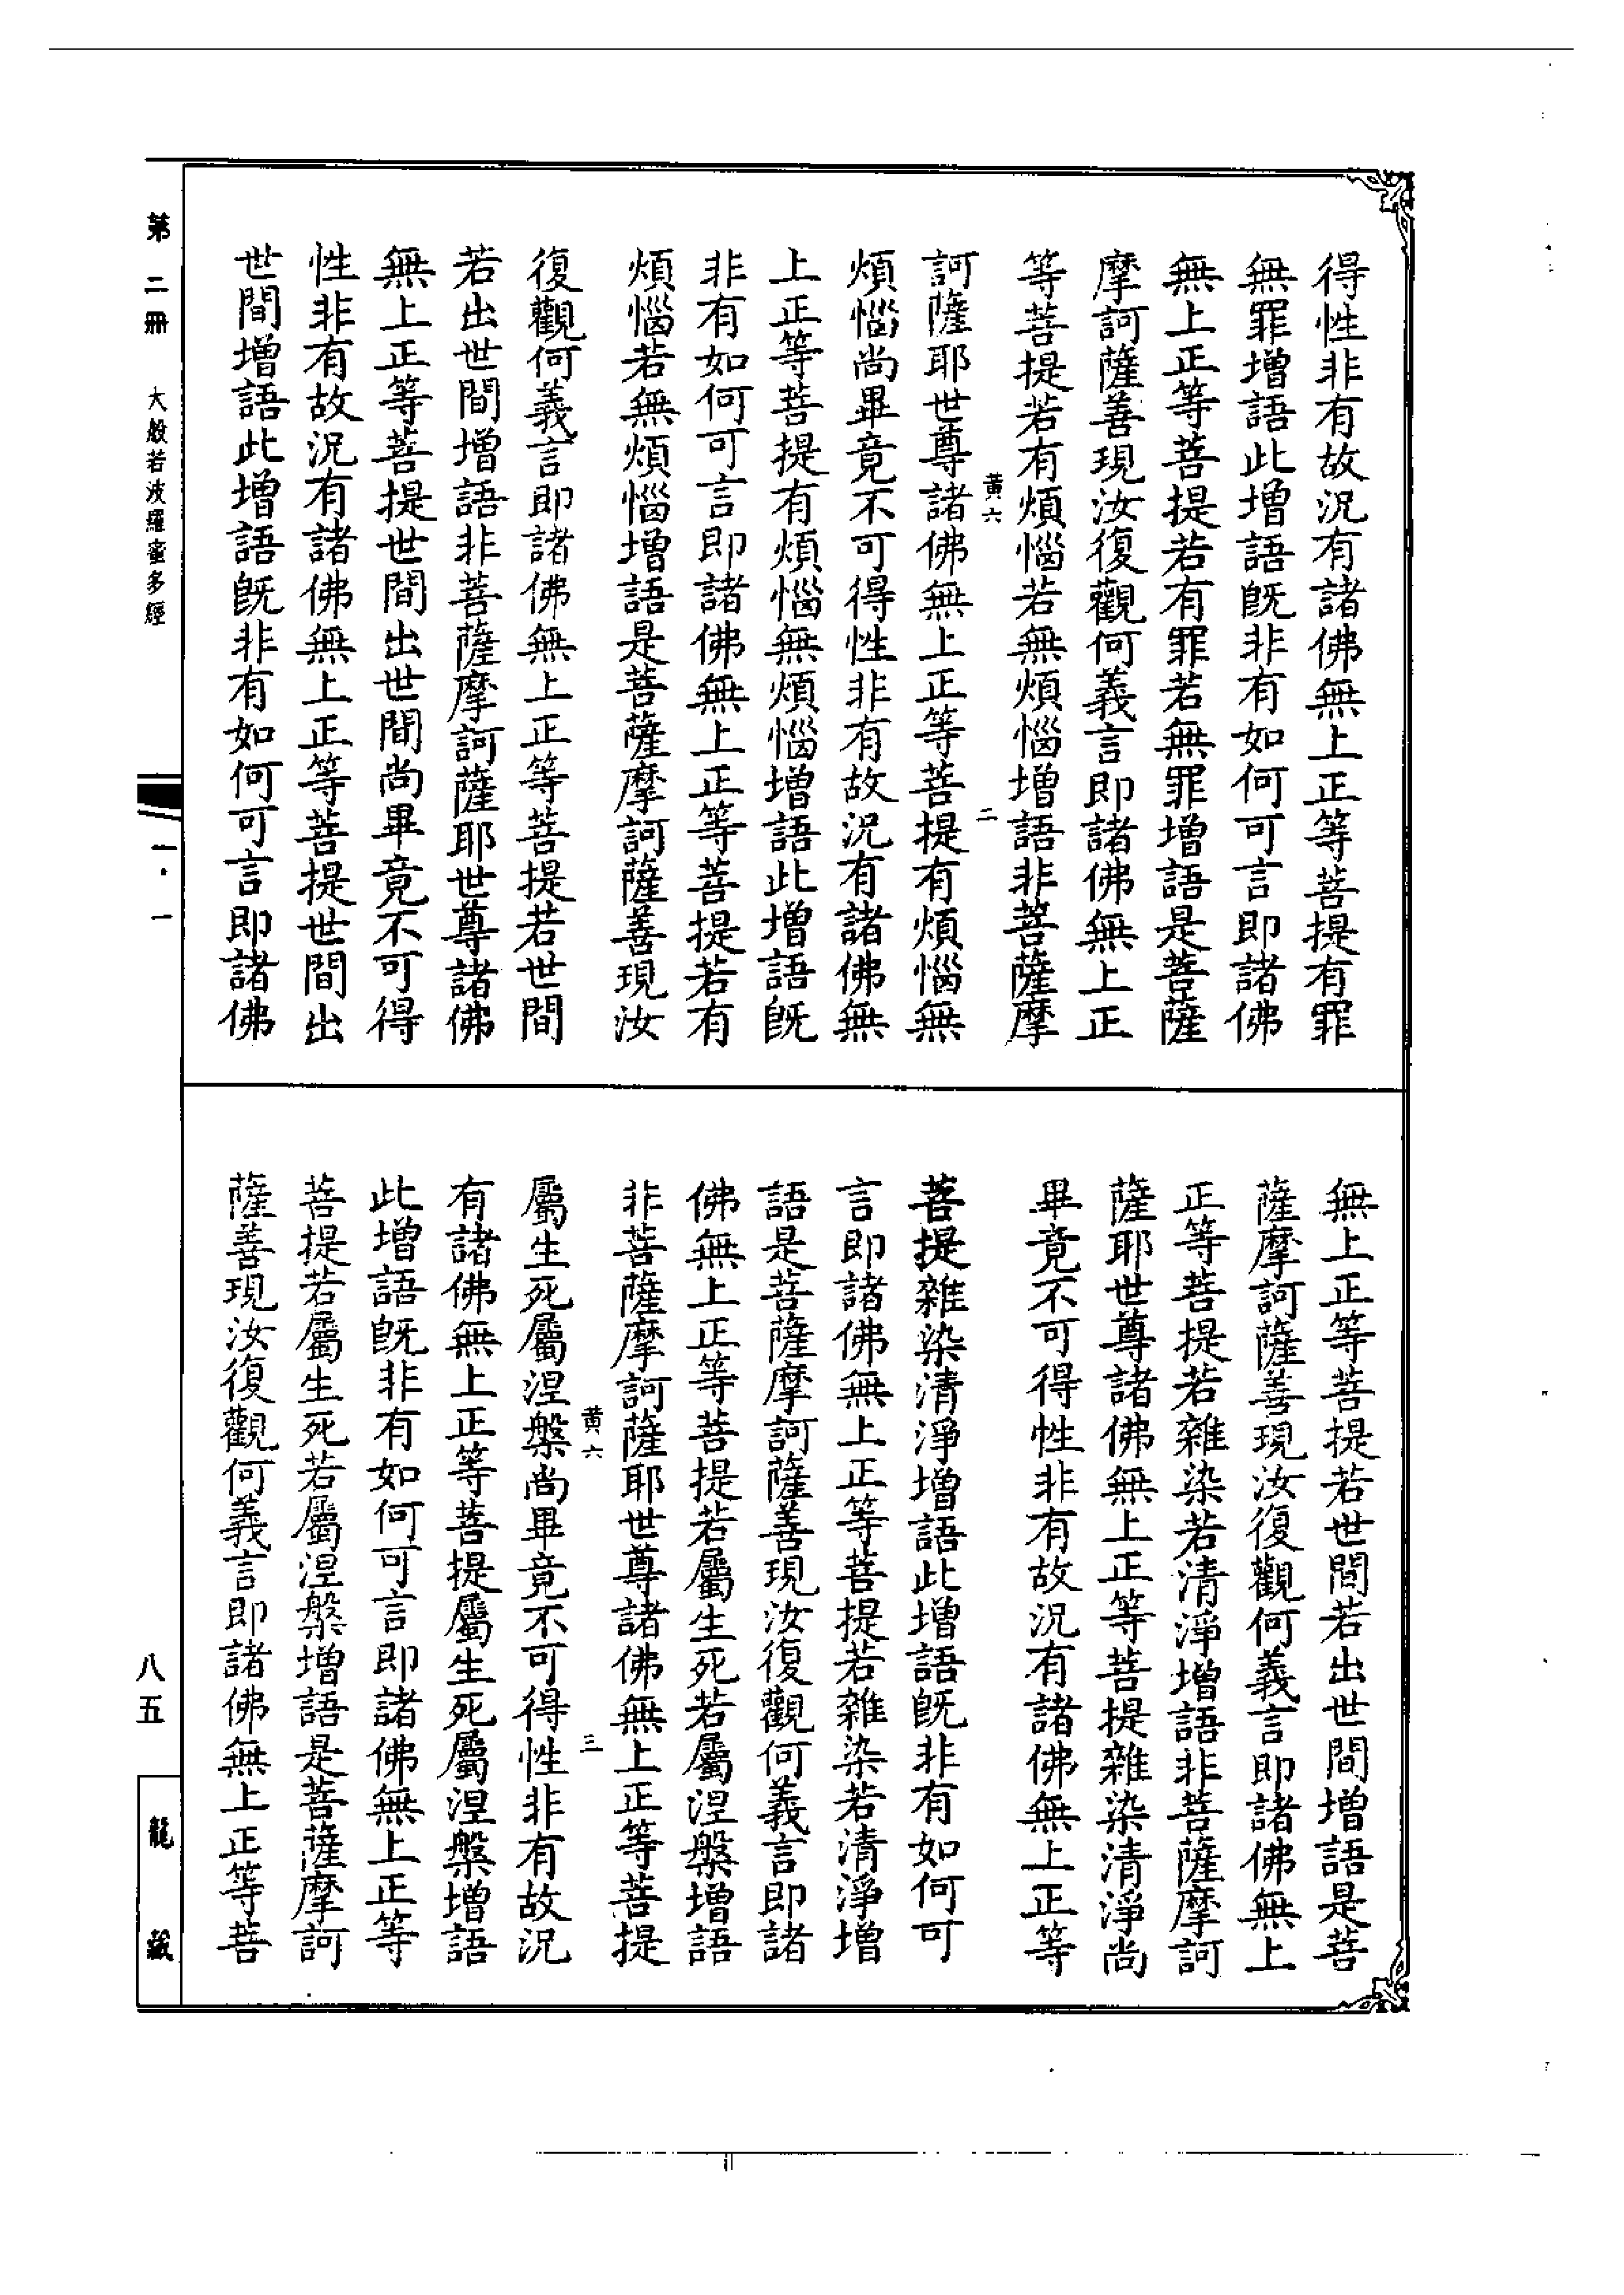 得性非有故況有諸佛無上正等菩提有罪
無罪增語此增語旣非有如何可言即諸佛
無上正等菩提若有罪若無罪增語是菩薩
摩訶薩善現汝復觀何義言即諸佛無上正
等菩提若有煩惱若無煩惱增語非菩薩摩
黃六
二
訶薩耶世尊諸佛無上正等菩提有煩惱無
煩惱尚畢竟不可得性非有故況有諸佛無
上正等菩提有煩惱無煩惱增語此增語旣
非有如何可言即諸佛無上正等菩提若有
煩惱若無煩惱增語是菩薩摩訶薩善現汝
復觀何義言即諸佛無上正等菩提若世間
若出世間增語非菩薩摩訶薩耶世尊諸佛
無上正等菩提世間出世間尚畢竟不可得
性非有故況有諸佛無上正等菩提世間出
世間增語此增語旣非有如何可言即諸佛
無上正等菩提若世間若出世間增語是菩
薩摩訶薩善現汝復觀何義言即諸佛無上
正等菩提若雜染若清淨增語非菩薩摩訶
薩耶世尊諸佛無上正等菩提雜染清淨尚
畢竟不可得性非有故況有諸佛無上正等
菩提雜染清淨增語此增語旣非有如何可
言即諸佛無上正等菩提若雜染若清淨增
語是菩薩摩訶薩善現汝復觀何義言即諸
佛無上正等菩提若屬生死若屬涅槃增語
非菩薩摩訶薩耶世尊諸佛無上正等菩提
黃六
三
屬生死屬涅槃尚畢竟不可得性非有故況
有諸佛無上正等菩提屬生死屬涅槃增語
此增語旣非有如何可言即諸佛無上正等
菩提若屬生死若屬涅槃增語是菩薩摩訶
薩善現汝復觀何義言即諸佛無上正等菩
第二冊 大般若波羅蜜多經
一·一
八五
龍藏